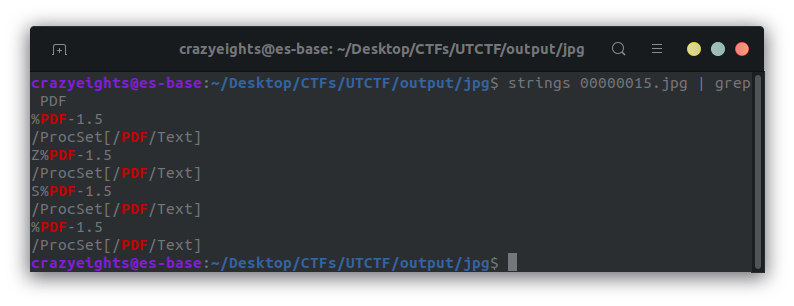 crazyeights@es-base: ~/Desktop/CTFs/UTCTF/output/jpg
crazyeights@es-base:~/Desktop/CTFs/UTCTF/output/jpg$ strings 00000015.jpg | grep
 PDF
%PDF-1.5
/ProcSet[/PDF/Text]
Z%PDF-1.5
/ProcSet[/PDF/Text]
S%PDF-1.5
/ProcSet[/PDF/Text]
%PDF-1.5
/ProcSet[/PDF/Text]
crazyeights@es-base:~/Desktop/CTFs/UTCTF/output/jpg$